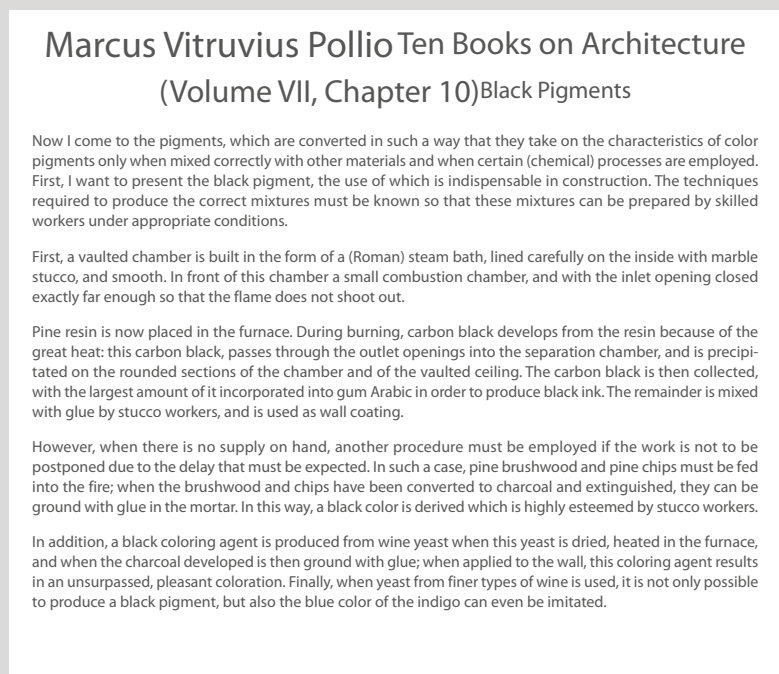 Marcus Vitruvius Pollio Ten Books on Architecture
(Volume VII, Chapter 10) Black Pigments
Now I come to the pigments, which are converted in such a way that they take on the characteristics of color
pigments only when mixed correctly with other materials and when certain (chemical) processes are employed.
First, I want to present the black pigment, the use of which is indispensable in construction. The techniques
required to produce the correct mixtures must be known so that these mixtures can be prepared by skilled
workers under appropriate conditions.
First, a vaulted chamber is built in the form of a (Roman) steam bath, lined carefully on the inside with marble
stucco, and smooth. In front of this chamber a small combustion chamber, and with the inlet opening closed
exactly far enough so that the flame does not shoot out.
Pine resin is now placed in the furnace. During burning, carbon black develops from the resin because of the
great heat: this carbon black, passes through the outlet openings into the separation chamber, and is precipi-
tated on the rounded sections of the chamber and of the vaulted ceiling. The carbon black is then collected,
with the largest amount of it incorporated into gum Arabic in order to produce black ink. The remainder is mixed
with glue by stucco workers, and is used as wall coating.
However, when there is no supply on hand, another procedure must be employed if the work is not to be
postponed due to the delay that must be expected. In such a case, pine brushwood and pine chips must be fed
into the fire; when the brushwood and chips have been converted to charcoal and extinguished, they can be
ground with glue in the mortar. In this way, a black color is derived which is highly esteemed by stucco workers.
In addition, a black coloring agent is produced from wine yeast when this yeast is dried, heated in the furnace,
and when the charcoal developed is then ground with glue; when applied to the wall, this coloring agent results
in an unsurpassed, pleasant coloration. Finally, when yeast from finer types of wine is used, it is not only possible
to produce a black pigment, but also the blue color of the indigo can even be imitated.